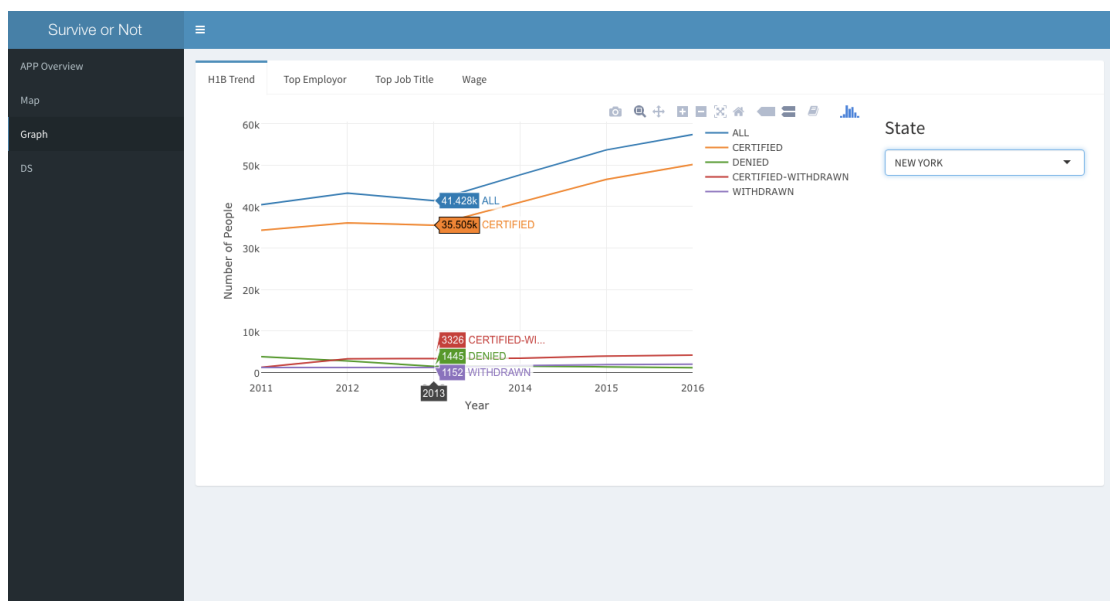 Survive or Not
APP Overview
Map
Graph
DS
H1B Trend
Top Employor
Top Job Title
Wage
60k
50k
40k
30k
20k
10k
0
Number of People
2011
2012
2013
2014
2015
2016
Year
41.428k ALL
35.505k CERTIFIED
3326 CERTIFIED-WI...
1445 DENIED
1152 WITHDRAWN
ALL
CERTIFIED
DENIED
CERTIFIED-WITHDRAWN
WITHDRAWN
State
NEW YORK